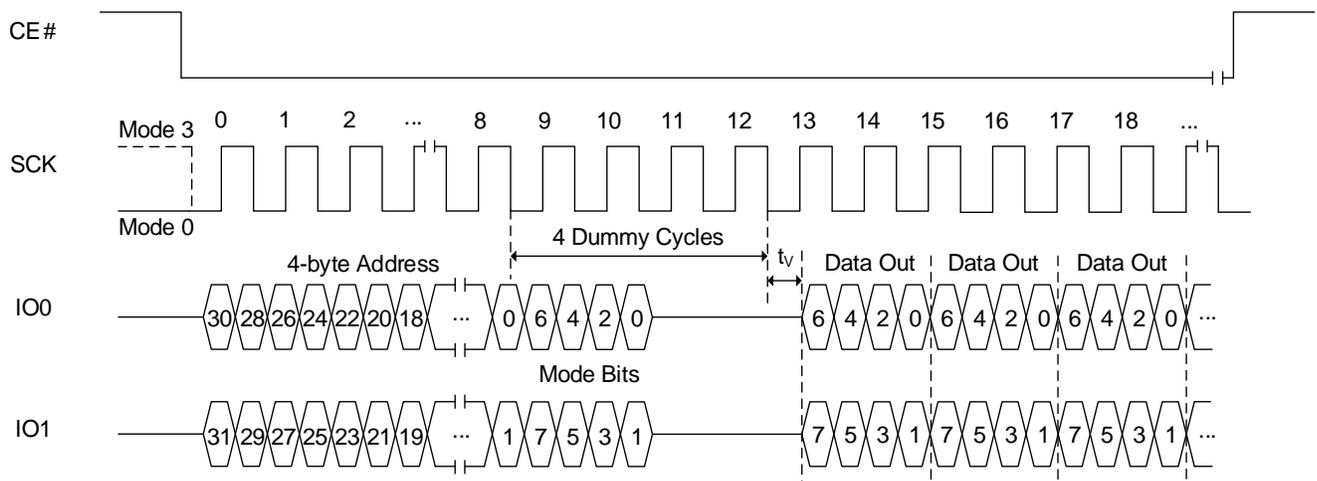 CE#
0 1 2 ... 8 9 10 11 12 13 14 15 16 17 18 ...
Mode 3
SCK
Mode 0
4 Dummy Cycles
4-byte Address
tV
Data Out Data Out Data Out
IO0
30 28 26 24 22 20 18 ... 0 6 4 2 0 6 4 2 0 6 4 2 0 6 4 2 0 ...
Mode Bits
IO1
31 29 27 25 23 21 19 ... 1 7 5 3 1 7 5 3 1 7 5 3 1 7 5 3 1 ...